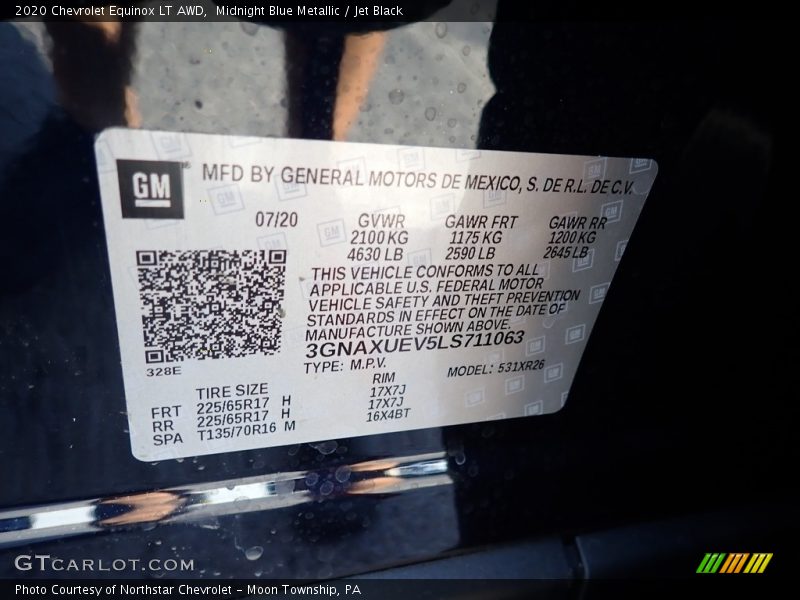 2020 Chevrolet Equinox LT AWD,  Midnight Blue Metallic / Jet Black
GM
MFD BY GENERAL MOTORS DE MEXICO, S. DE R.L. DE C.V.
07/20
GVWR GAWR FRT GAWR RR
2100 KG 1175 KG 1200 KG
4630 LB 2590 LB 2645 LB
THIS VEHICLE CONFORMS TO ALL
APPLICABLE U.S. FEDERAL MOTOR
VEHICLE SAFETY AND THEFT PREVENTION
STANDARDS IN EFFECT ON THE DATE OF
MANUFACTURE SHOWN ABOVE.
3GNAXUEV5LS711063
328E
TYPE: M.P.V. MODEL: 531XR26
TIRE SIZE RIM
FRT 225/65R17 H 17X7J
RR 225/65R17 H 17X7J
SPA T135/70R16 M 16X4BT
GTCARLOT.COM
Photo Courtesy of Northstar Chevrolet – Moon Township, PA